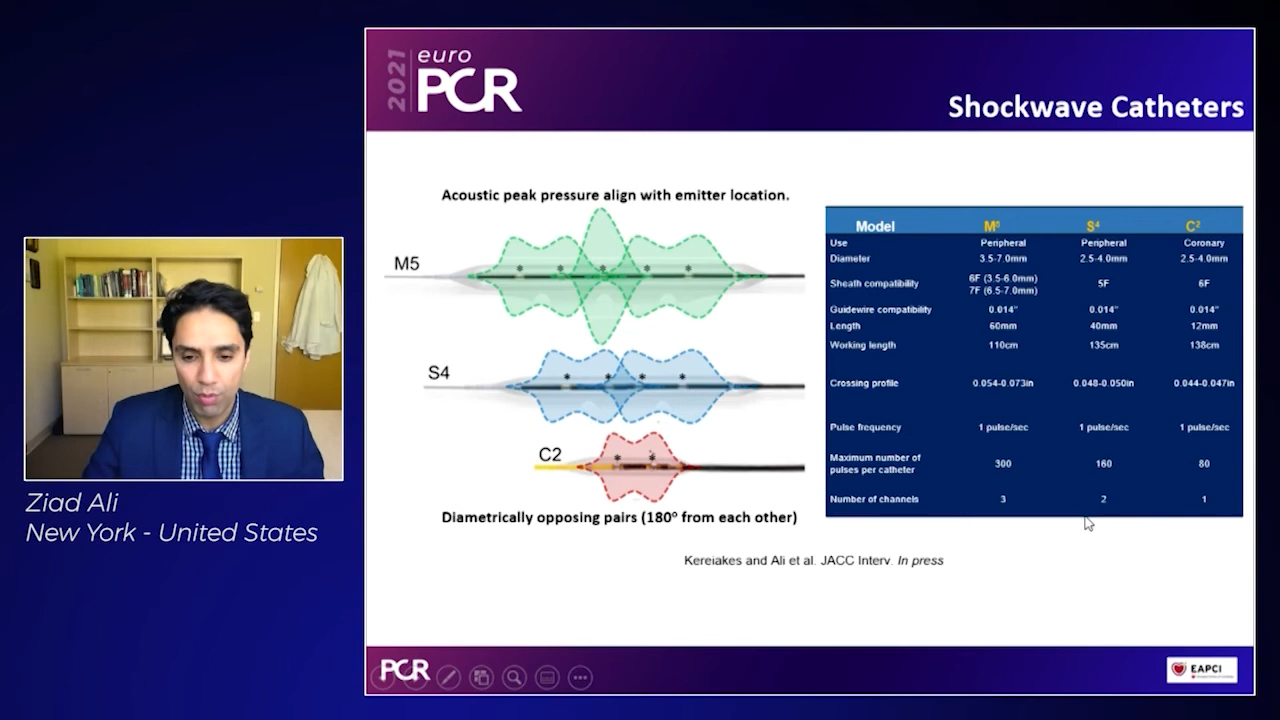 2021 euro
PCR
Shockwave Catheters
Acoustic peak pressure align with emitter location.
M5
S4
C2
Diametrically opposing pairs (180° from each other)
Model M⁵ S⁴ C²
Use Peripheral Peripheral Coronary
Diameter 3.5-7.0mm 2.5-4.0mm 2.5-4.0mm
Sheath compatibility 6F (3.5-6.0mm) 5F 6F
7F (6.5-7.0mm)
Guidewire compatibility 0.014" 0.014" 0.014"
Length 60mm 40mm 12mm
Working length 110cm 135cm 138cm
Crossing profile 0.054-0.073in 0.048-0.050in 0.044-0.047in
Pulse frequency 1 pulse/sec 1 pulse/sec 1 pulse/sec
Maximum number of
pulses per catheter 300 160 80
Number of channels 3 2 1
Kereiakes and Ali et al. JACC Interv. In press
Ziad Ali
New York - United States
PCR
EAPCI